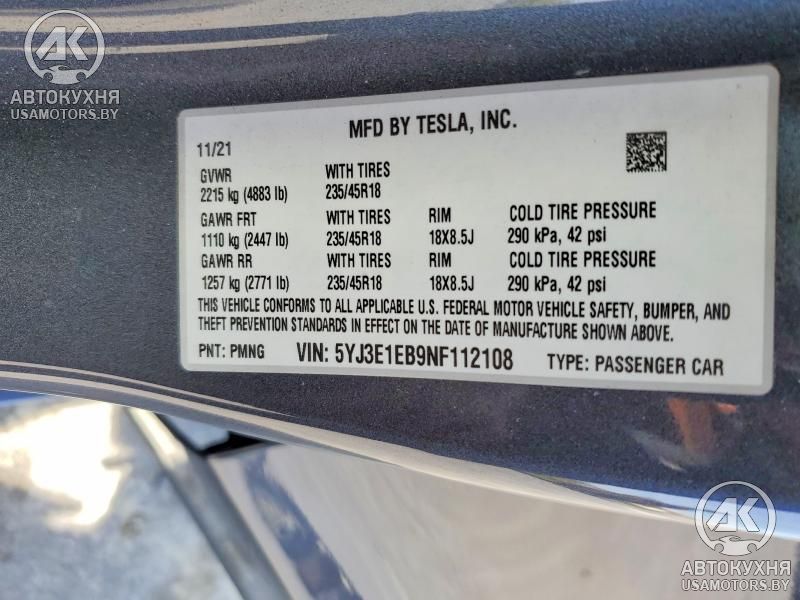 AK
АВТОКУХНЯ
USAMOTORS.BY
MFD BY TESLA, INC.
11/21
GVWR WITH TIRES
2215 kg (4883 lb) 235/45R18
GAWR FRT WITH TIRES RIM COLD TIRE PRESSURE
1110 kg (2447 lb) 235/45R18 18X8.5J 290 kPa, 42 psi
GAWR RR WITH TIRES RIM COLD TIRE PRESSURE
1257 kg (2771 lb) 235/45R18 18X8.5J 290 kPa, 42 psi
THIS VEHICLE CONFORMS TO ALL APPLICABLE U.S. FEDERAL MOTOR VEHICLE SAFETY, BUMPER, AND
THEFT PREVENTION STANDARDS IN EFFECT ON THE DATE OF MANUFACTURE SHOWN ABOVE.
PNT: PMNG VIN: 5YJ3E1EB9NF112108 TYPE: PASSENGER CAR
AK
АВТОКУХНЯ
USAMOTORS.BY